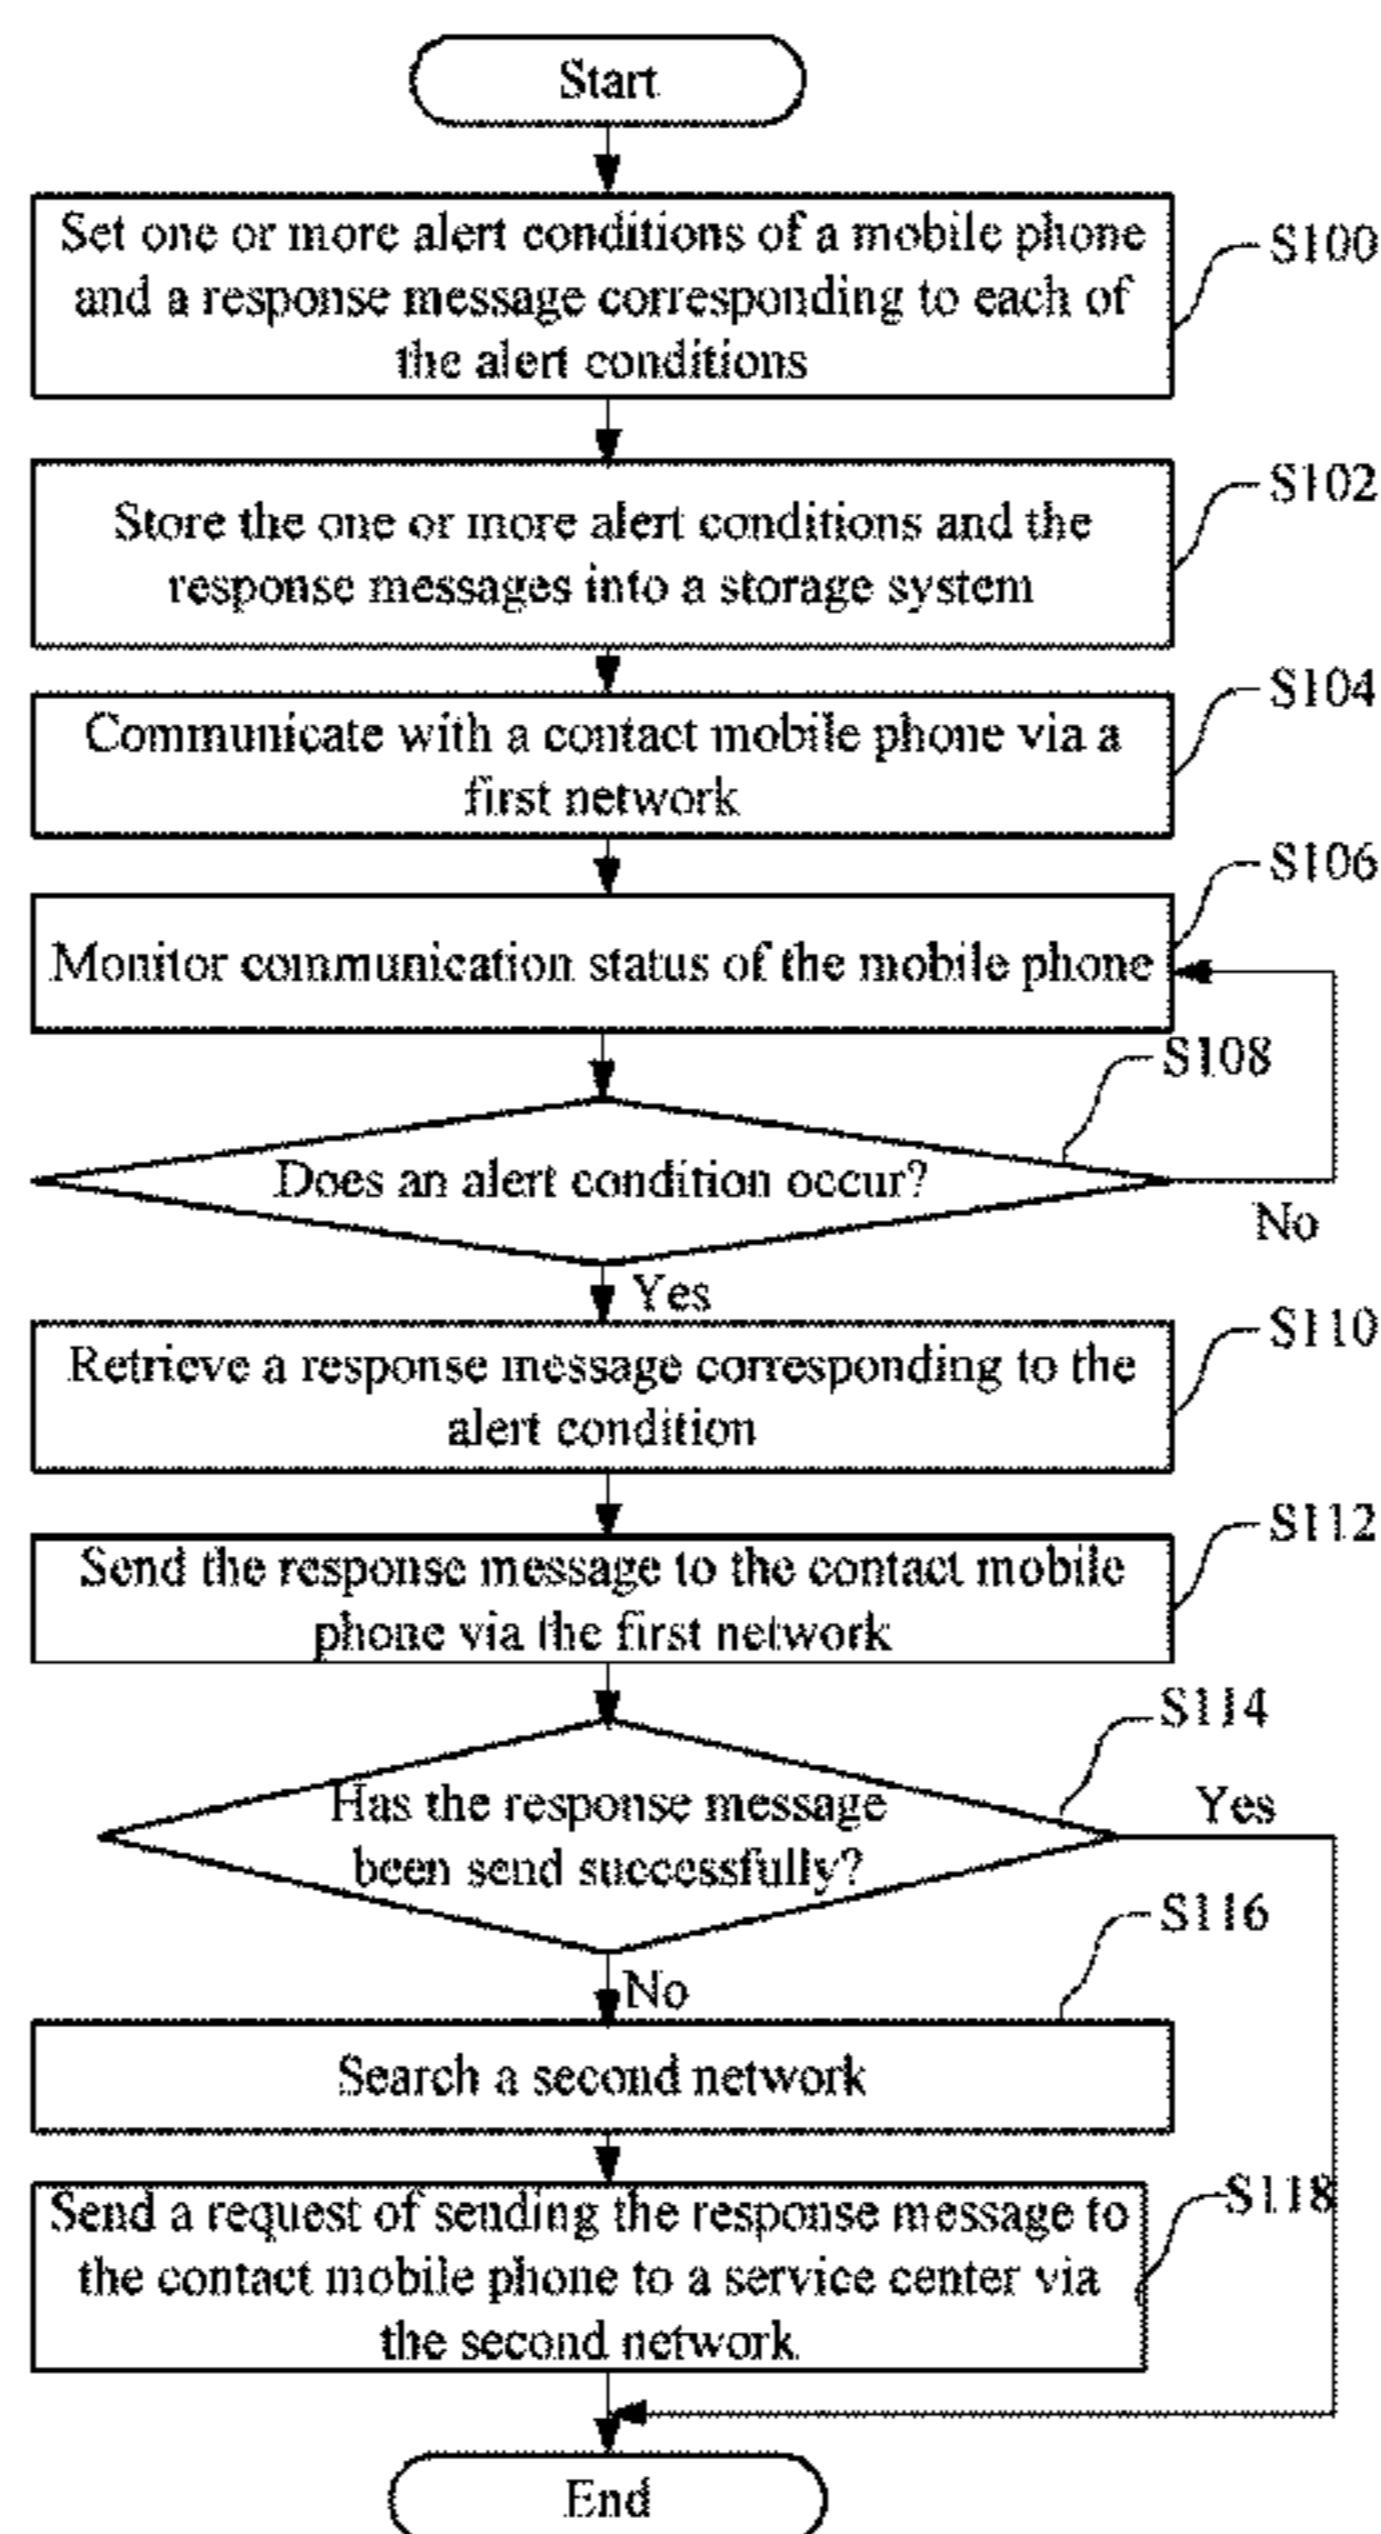 Start
Set one or more alert conditions of a mobile phone
and a response message corresponding to each of
the alert conditions
S100
Store the one or more alert conditions and the
response messages into a storage system
S102
Communicate with a contact mobile phone via a
first network
S104
Monitor communication status of the mobile phone
S106
Does an alert condition occur?
S108
No
Yes
Retrieve a response message corresponding to the
alert condition
S110
Send the response message to the contact mobile
phone via the first network
S112
Has the response message
been send successfully?
S114
Yes
No
Search a second network
S116
Send a request of sending the response message to
the contact mobile phone to a service center via
the second network
S118
End